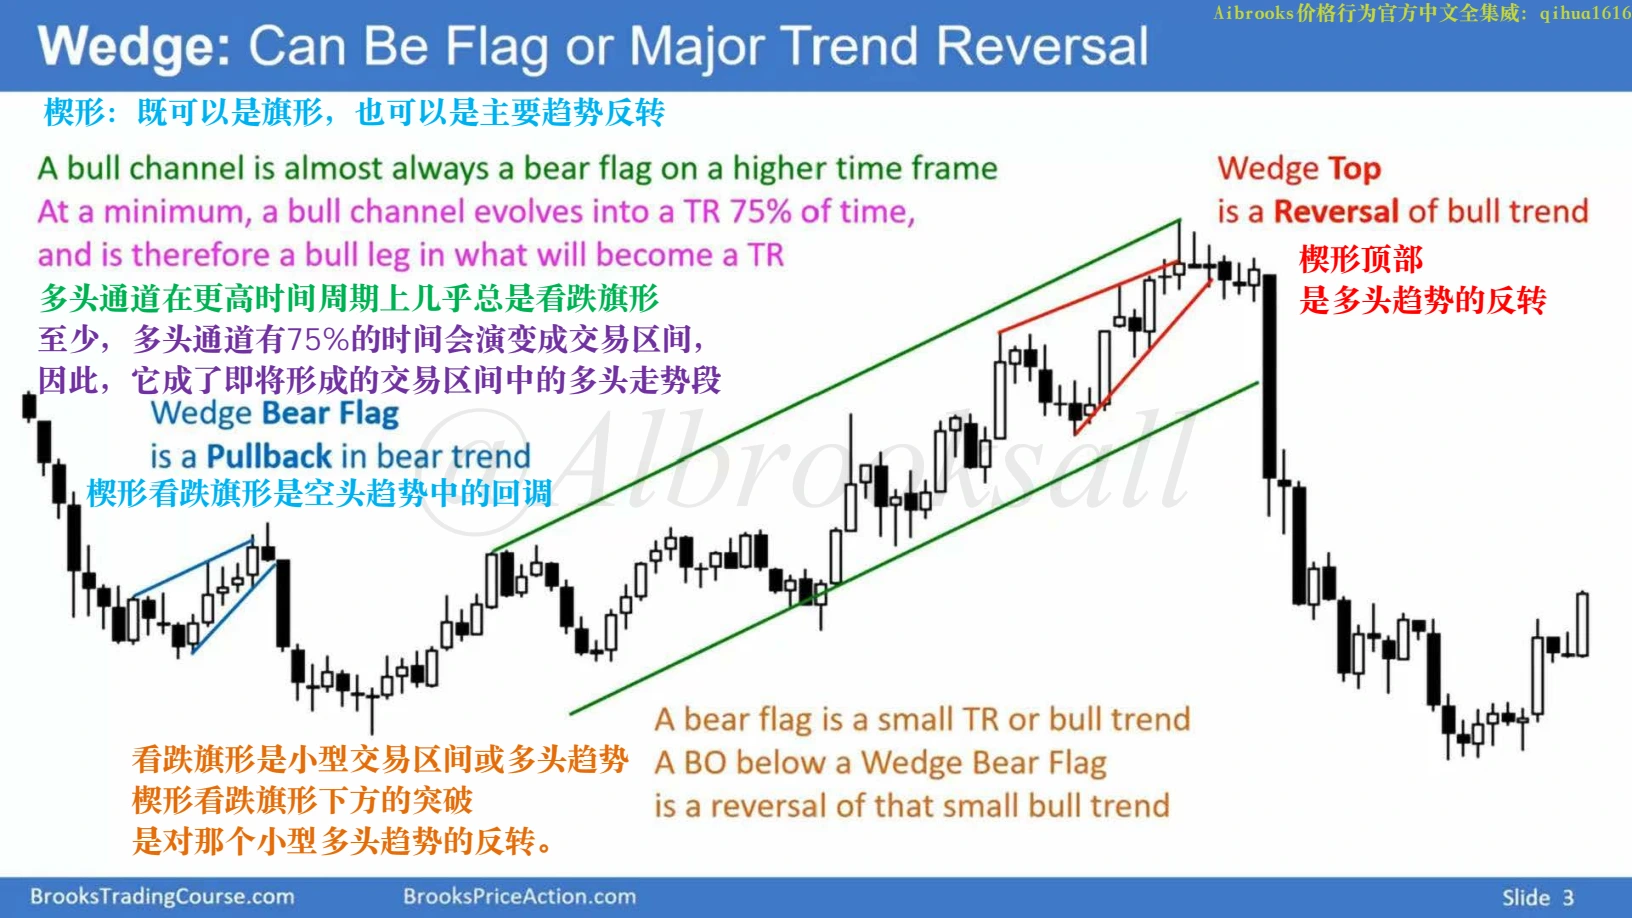 Aibrooks价格行为官方中文全集威：qihua1616
Wedge: Can Be Flag or Major Trend Reversal
楔形：既可以是旗形，也可以是主要趋势反转
A bull channel is almost always a bear flag on a higher time frame
At a minimum, a bull channel evolves into a TR 75% of time,
and is therefore a bull leg in what will become a TR
多头通道在更高时间周期上几乎总是看跌旗形
至少，多头通道有75%的时间会演变成交易区间，
因此，它成了即将形成的交易区间中的多头走势段
Wedge Top
is a Reversal of bull trend
楔形顶部
是多头趋势的反转
Wedge Bear Flag
is a Pullback in bear trend
楔形看跌旗形是空头趋势中的回调
@Albrooksall
看跌旗形是小型交易区间或多头趋势
楔形看跌旗形下方的突破
是对那个小型多头趋势的反转。
A bear flag is a small TR or bull trend
A BO below a Wedge Bear Flag
is a reversal of that small bull trend
BrooksTradingCourse.com
BrooksPriceAction.com
Slide 3